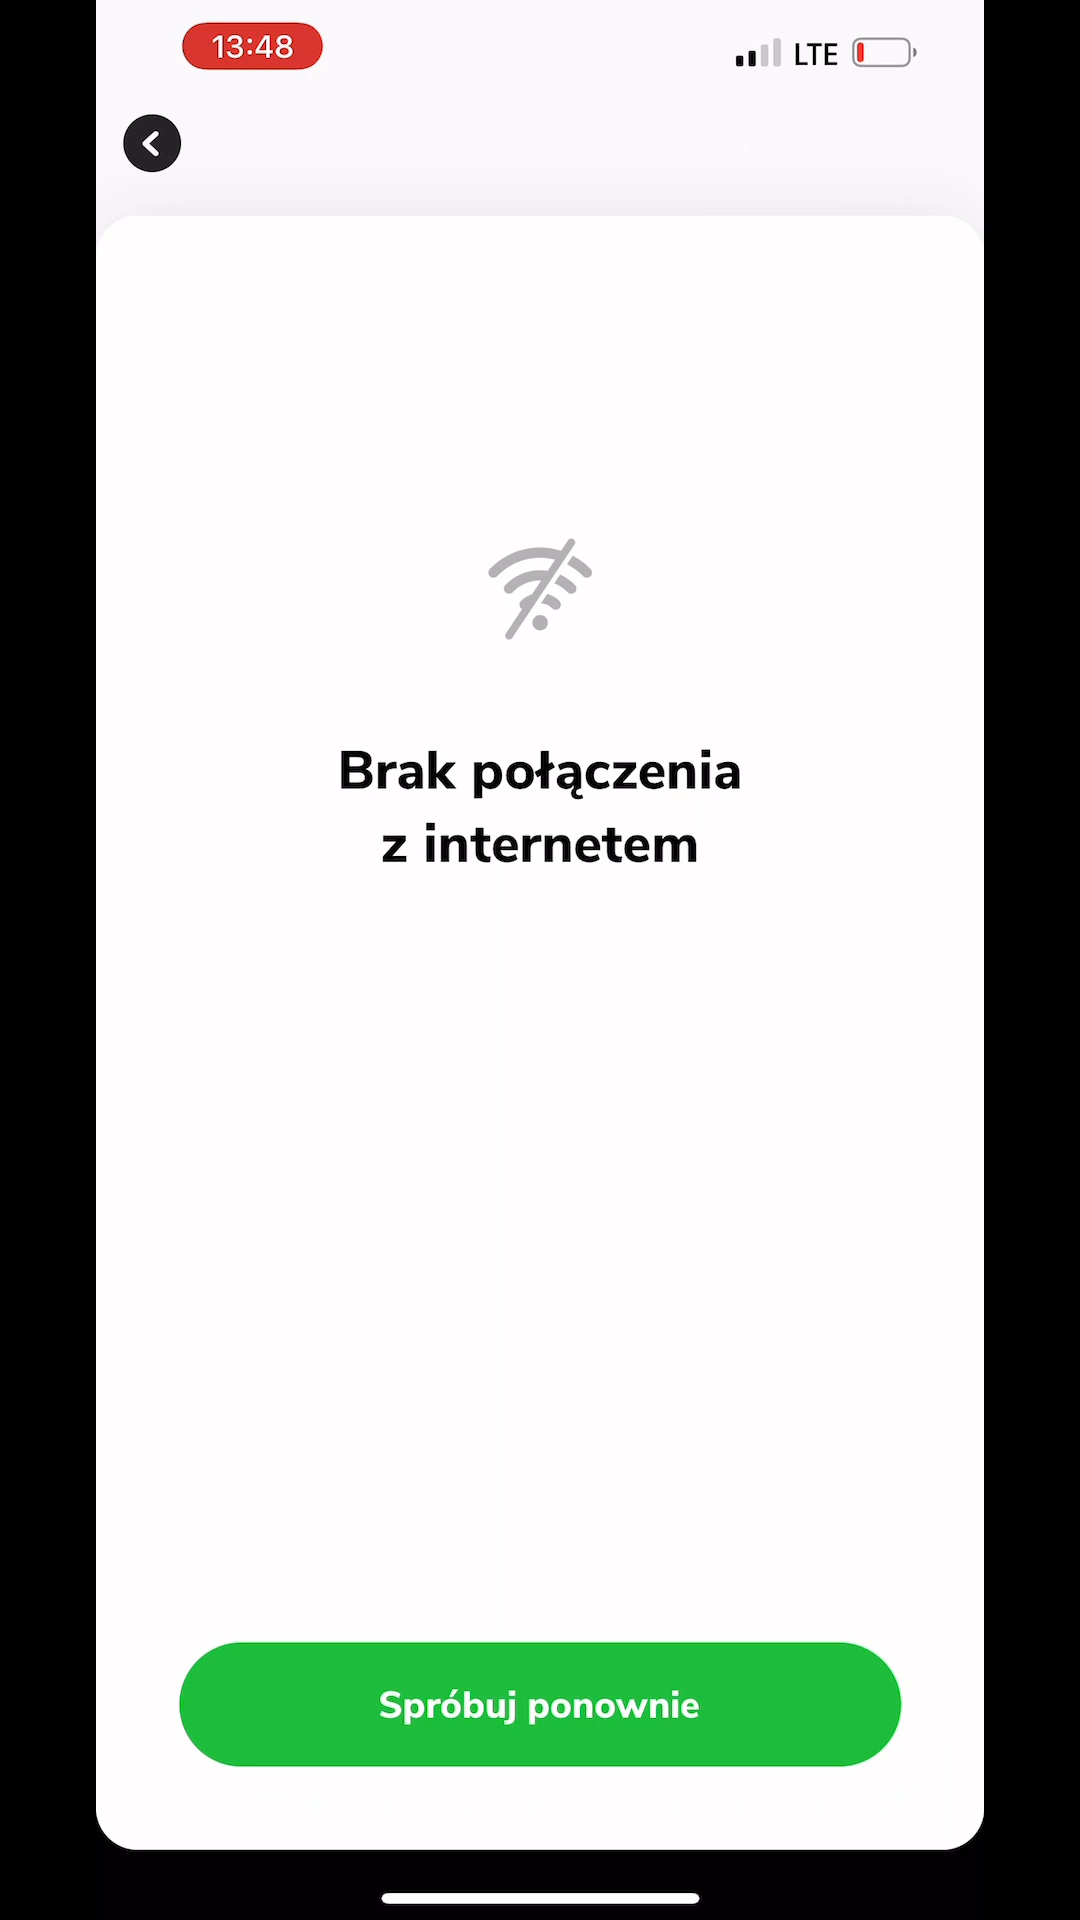 13:48
LTE
Brak połączenia
z internetem
Spróbuj ponownie